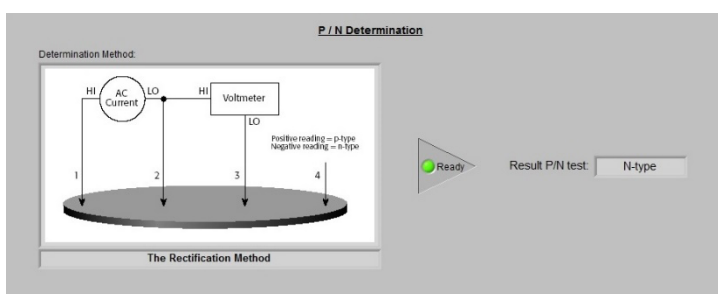 P / N Determination
Determination Method:
HI
AC
Current
LO
HI
Voltmeter
LO
Positive reading = p-type
Negative reading = n-type
1
2
3
4
Ready
Result P/N test:
N-type
The Rectification Method